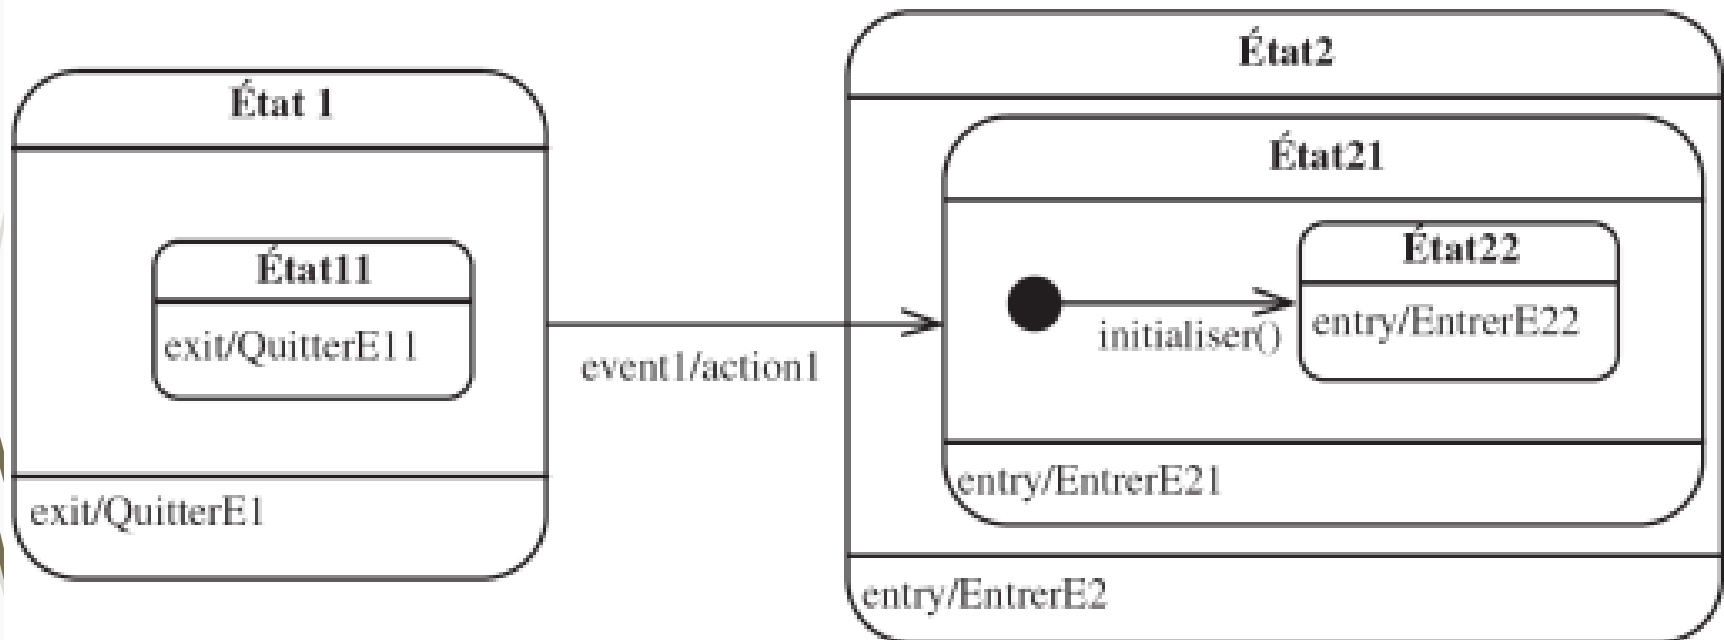 État 1
État11
exit/QuitterE11
exit/QuitterE1
event1/action1
État2
État21
initialiser()
État22
entry/EntrerE22
entry/EntrerE21
entry/EntrerE2